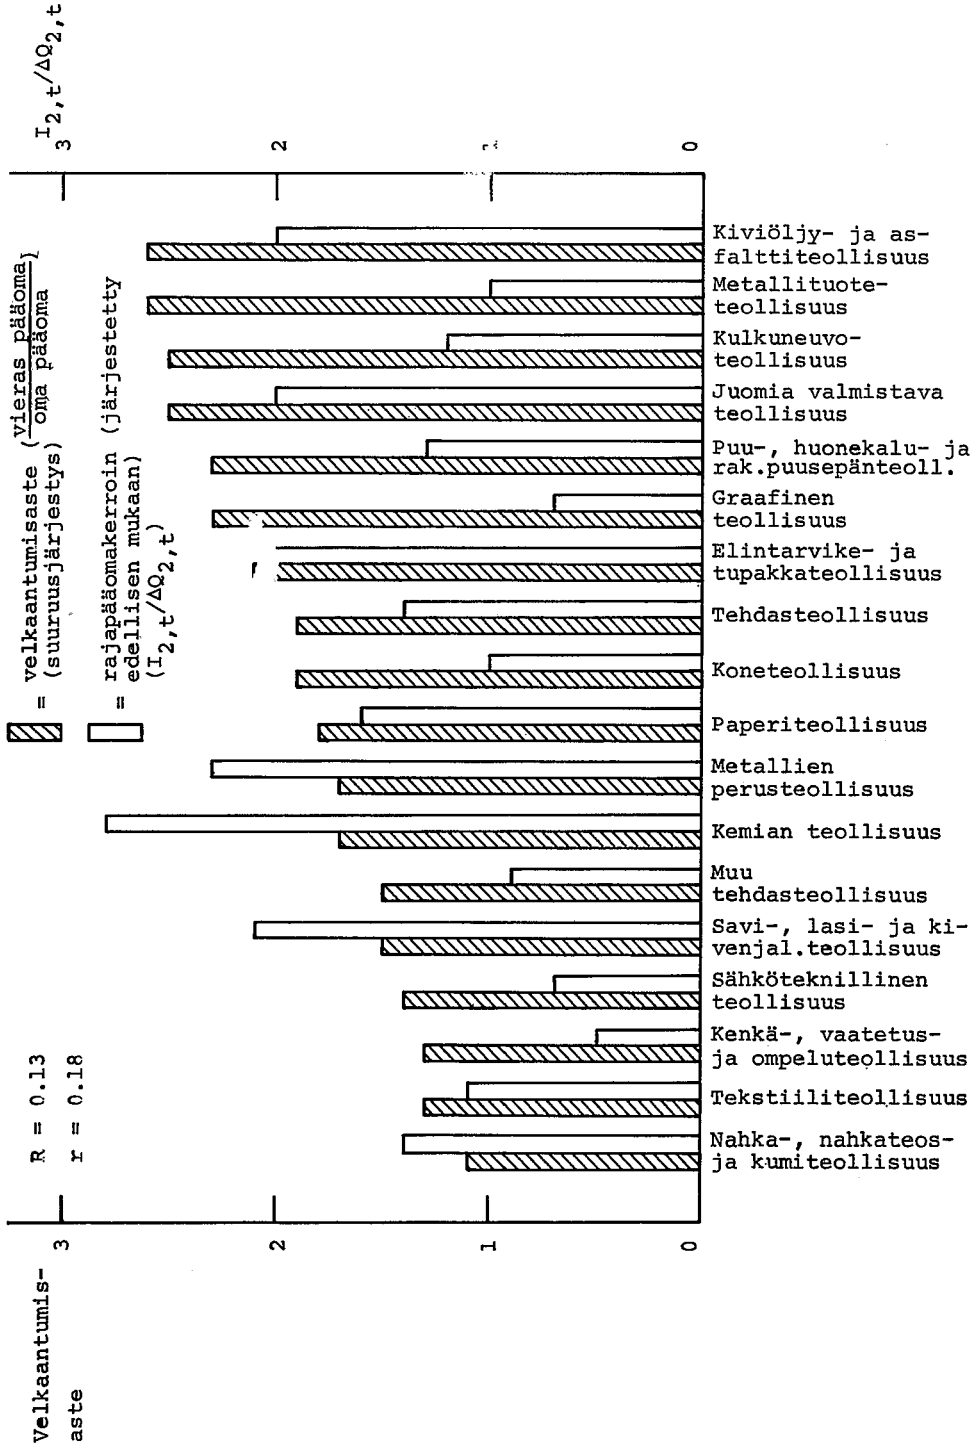 I2,t/ΔQ2,t
3
2
1
0
= velkaantumisaste (vieras pääoma/oma pääoma)
(suuruusjärjestys)
= rajapääomakerroin (järjestetty
edellisen mukaan)
(I2,t/ΔQ2,t)
R = 0.13
r = 0.18
Kiviöljy- ja as-
falttiteollisuus
Metallituote-
teollisuus
Kulkuneuvo-
teollisuus
Juomia valmistava
teollisuus
Puu-, huonekalu- ja
rak.puusepänteoll.
Graafinen
teollisuus
Elintarvike- ja
tupakkateollisuus
Tehdasteollisuus
Koneteollisuus
Paperiteollisuus
Metallien
perusteollisuus
Kemian teollisuus
Muu
tehdasteollisuus
Savi-, lasi- ja ki-
venjal.teollisuus
Sähköteknillinen
teollisuus
Kenkä-, vaatetus-
ja ompeluteollisuus
Tekstiiliteollisuus
Nahka-, nahkateos-
ja kumiteollisuus
3
2
1
0
Velkaantumis-
aste